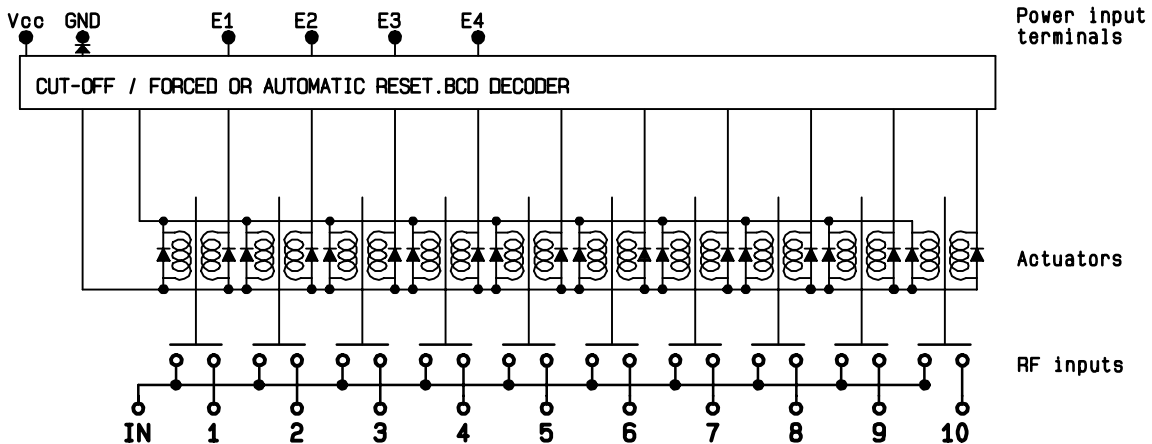 Vcc GND E1 E2 E3 E4
Power input
terminals
CUT-OFF / FORCED OR AUTOMATIC RESET.BCD DECODER
Actuators
RF inputs
IN 1 2 3 4 5 6 7 8 9 10